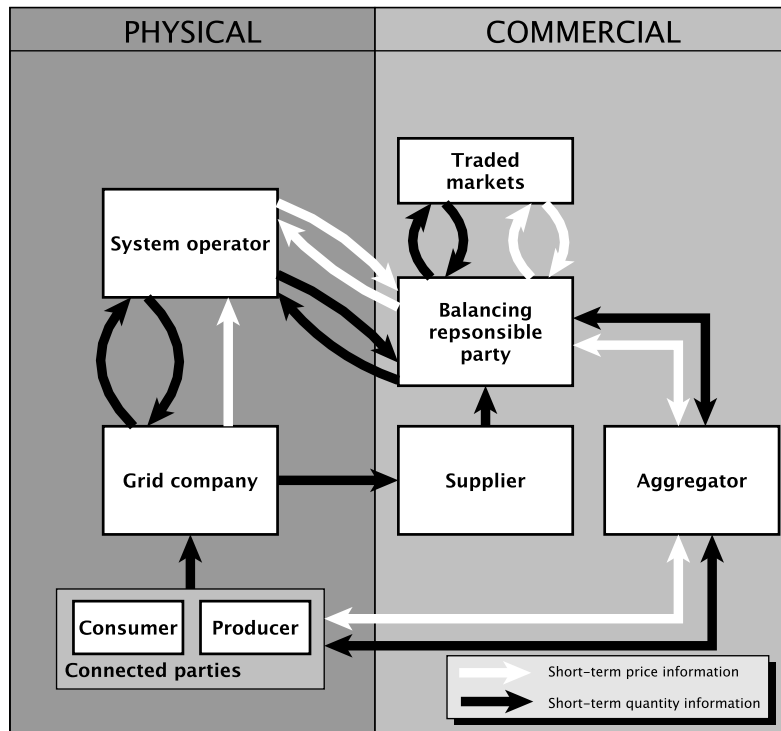 PHYSICAL
COMMERCIAL
Traded
markets
System operator
Balancing
repsonsible
party
Grid company
Supplier
Aggregator
Consumer
Producer
Connected parties
Short-term price information
Short-term quantity information